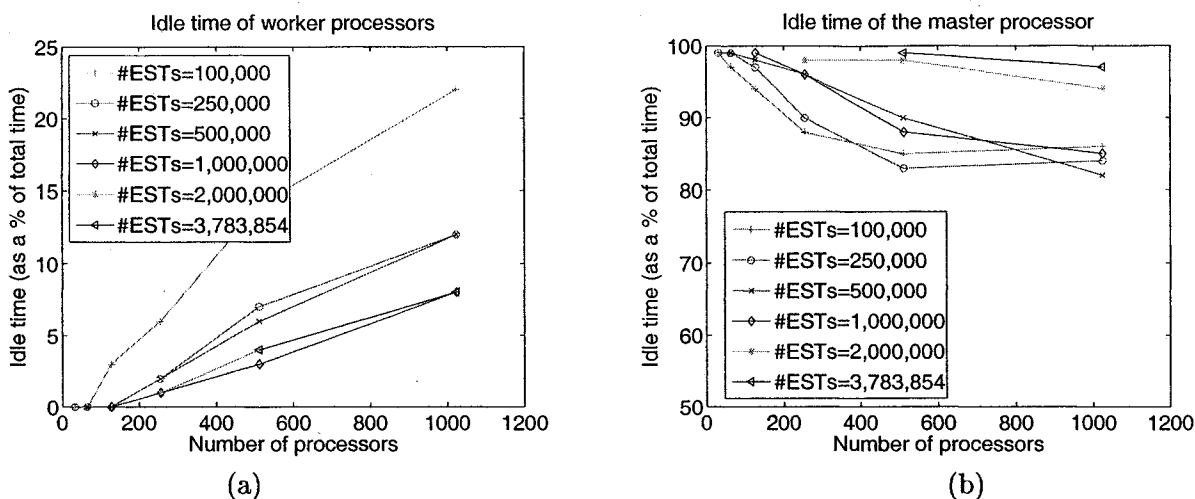 Idle time of worker processors
25
20
15
10
5
0
Idle time (as a % of total time)
#ESTs=100,000
#ESTs=250,000
#ESTs=500,000
#ESTs=1,000,000
#ESTs=2,000,000
#ESTs=3,783,854
0 200 400 600 800 1000 1200
Number of processors
(a)
Idle time of the master processor
100
90
80
70
60
50
Idle time (as a % of total time)
#ESTs=100,000
#ESTs=250,000
#ESTs=500,000
#ESTs=1,000,000
#ESTs=2,000,000
#ESTs=3,783,854
0 200 400 600 800 1000 1200
Number of processors
(b)